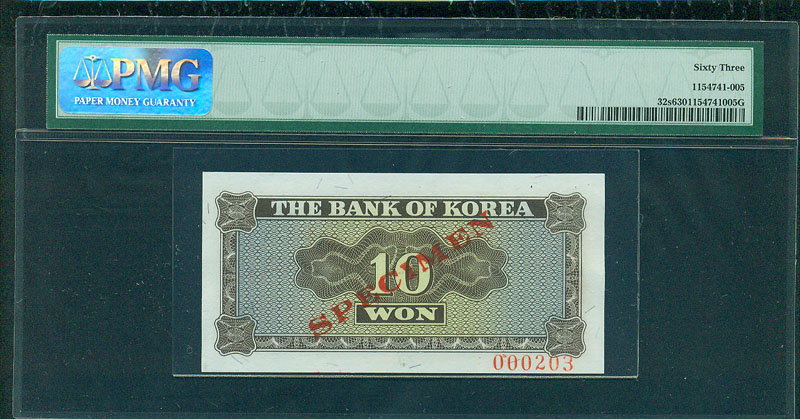 PMG
PAPER MONEY GUARANTY
Sixty Three
1154741-005
32s6301154741005G
THE BANK OF KOREA
SPECIMEN
10
WON
000203